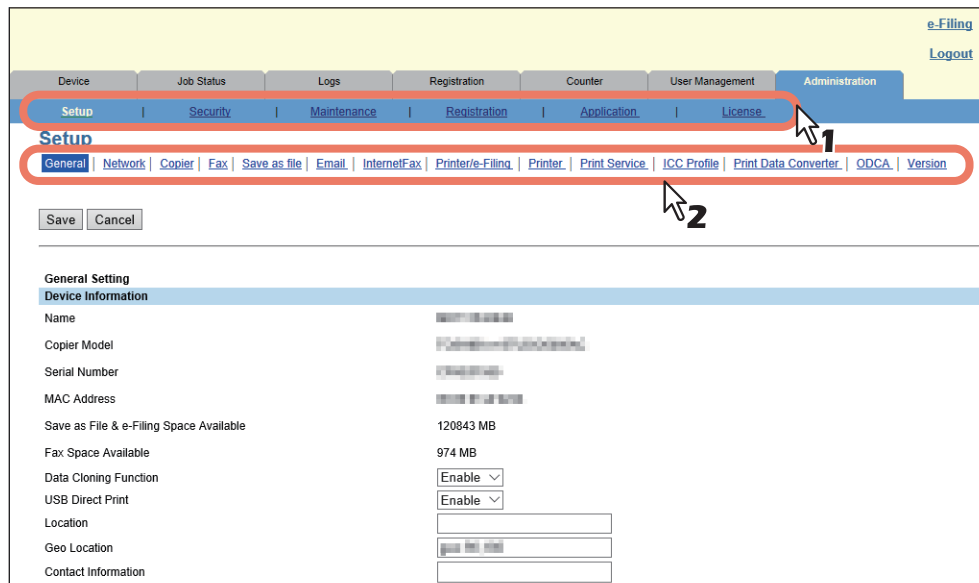 e-Filing
Logout
Device Job Status Logs Registration Counter User Management Administration
Setup | Security | Maintenance | Registration | Application | License
1
Setup
General | Network | Copier | Fax | Save as file | Email | InternetFax | Printer/e-Filing | Printer | Print Service | ICC Profile | Print Data Converter | ODCA | Version
2
Save Cancel
General Setting
Device Information
Name
Copier Model
Serial Number
MAC Address
Save as File & e-Filing Space Available 120843 MB
Fax Space Available 974 MB
Data Cloning Function Enable
USB Direct Print Enable
Location
Geo Location
Contact Information